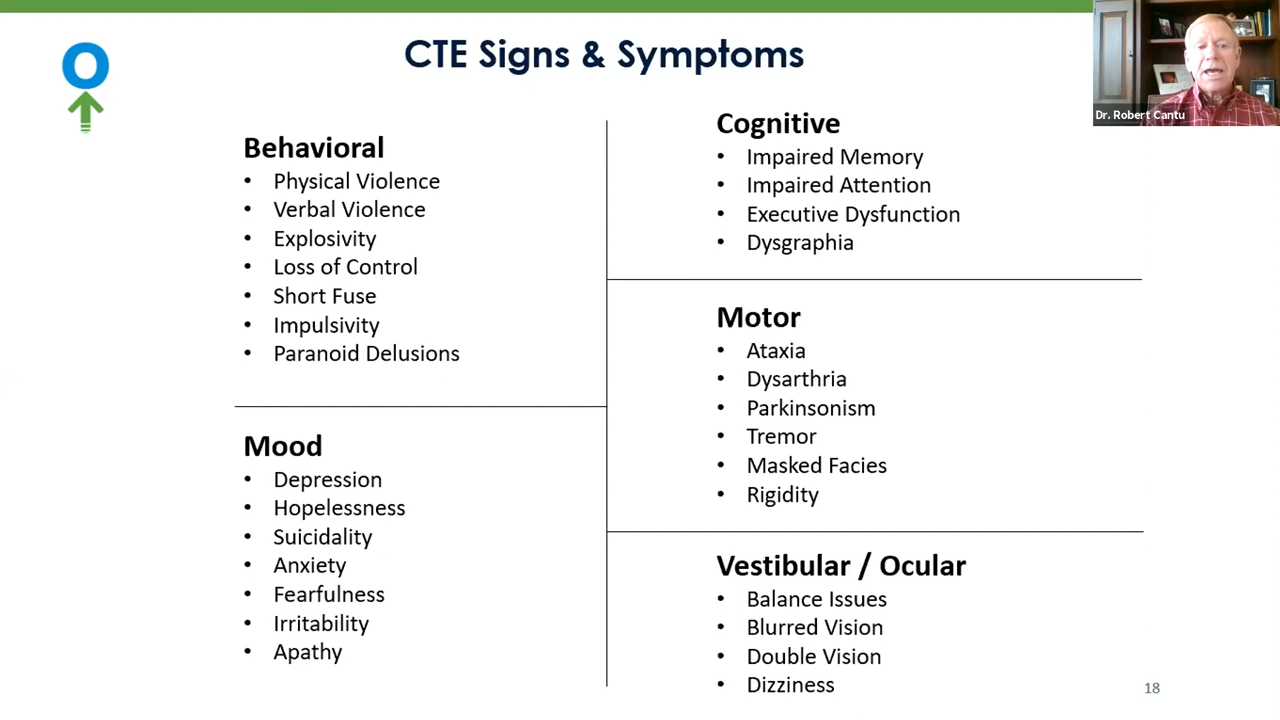 CTE Signs & Symptoms
Dr. Robert Cantu
Behavioral
• Physical Violence
• Verbal Violence
• Explosivity
• Loss of Control
• Short Fuse
• Impulsivity
• Paranoid Delusions
Mood
• Depression
• Hopelessness
• Suicidality
• Anxiety
• Fearfulness
• Irritability
• Apathy
Cognitive
• Impaired Memory
• Impaired Attention
• Executive Dysfunction
• Dysgraphia
Motor
• Ataxia
• Dysarthria
• Parkinsonism
• Tremor
• Masked Facies
• Rigidity
Vestibular / Ocular
• Balance Issues
• Blurred Vision
• Double Vision
• Dizziness
18